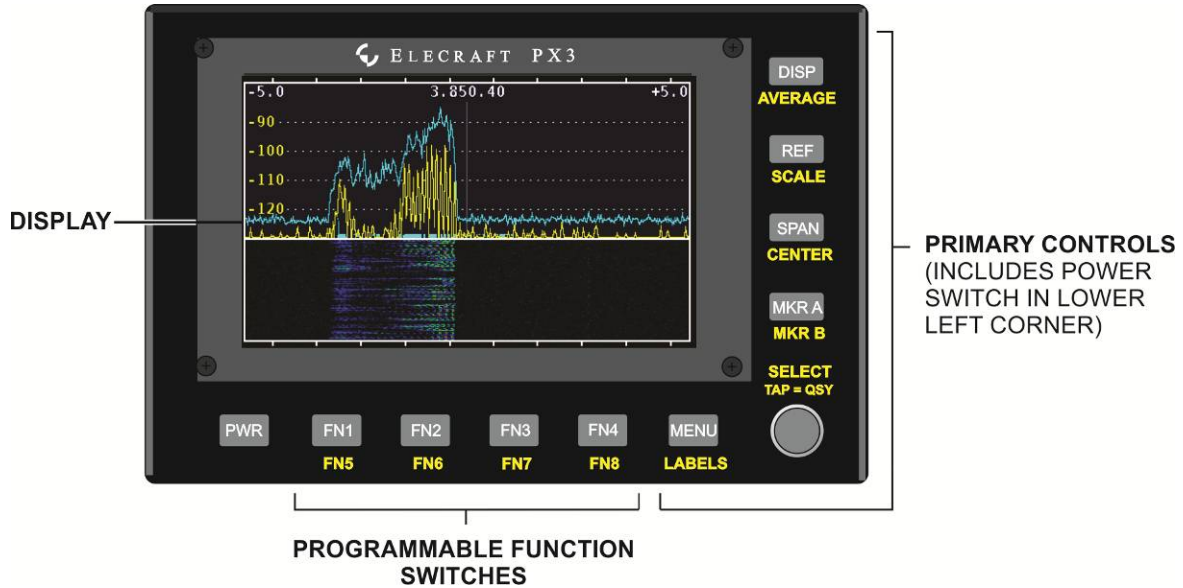 ELECRAFT PX3
-5.0 3.850.40 +5.0
-90
-100
-110
-120
DISP
AVERAGE
REF
SCALE
SPAN
CENTER
MKR A
MKR B
SELECT
TAP = QSY
PWR FN1 FN2 FN3 FN4 MENU
FN5 FN6 FN7 FN8 LABELS
DISPLAY
PRIMARY CONTROLS
(INCLUDES POWER
SWITCH IN LOWER
LEFT CORNER)
PROGRAMMABLE FUNCTION
SWITCHES